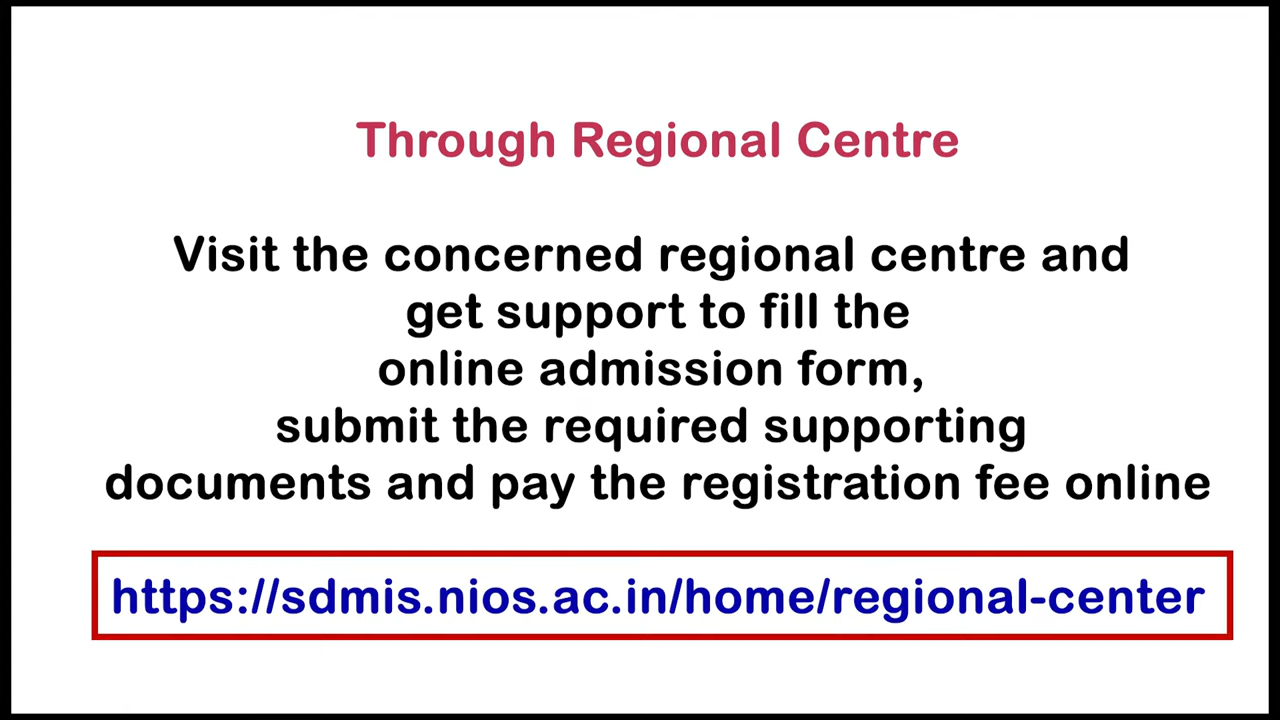 Through Regional Centre
Visit the concerned regional centre and
get support to fill the
online admission form,
submit the required supporting
documents and pay the registration fee online
https://sdmis.nios.ac.in/home/regional-center